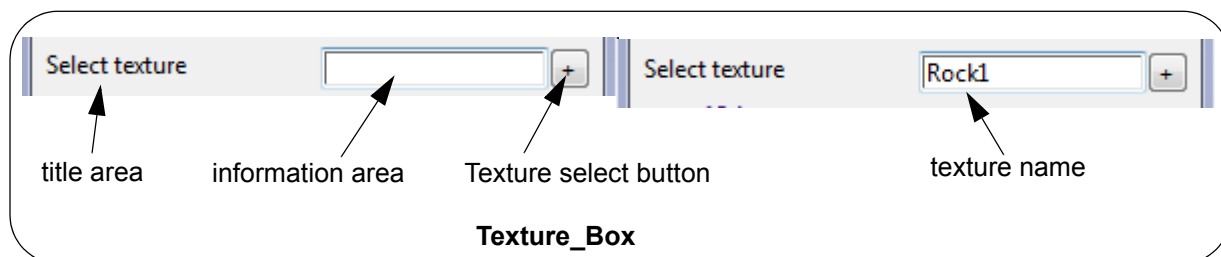 Select texture + Select texture Rock1 +
title area information area Texture select button texture name
Texture_Box